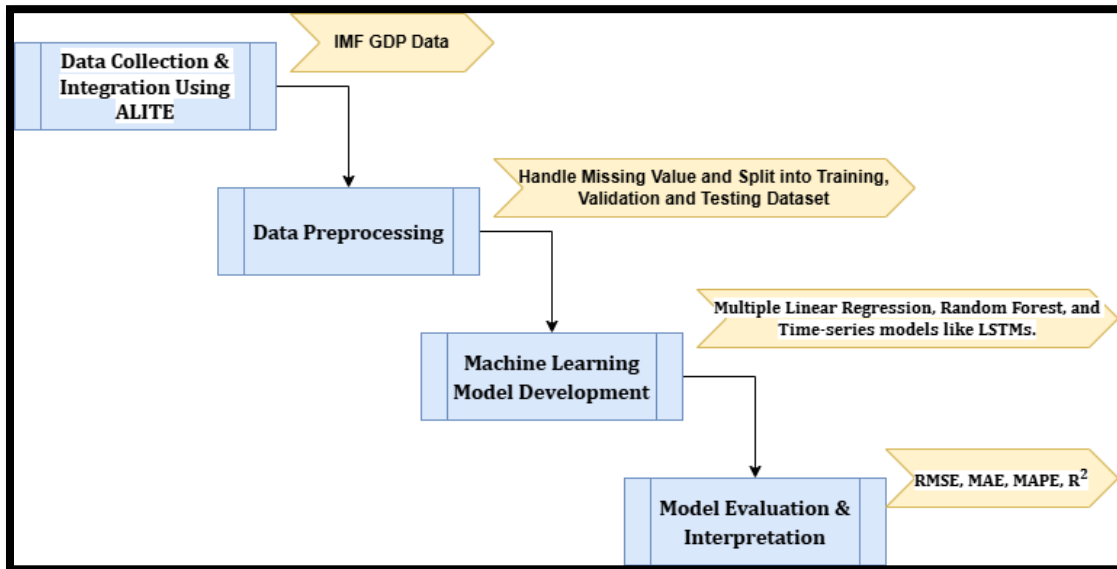 IMF GDP Data
Data Collection &
Integration Using
ALITE
Handle Missing Value and Split into Training,
Validation and Testing Dataset
Data Preprocessing
Multiple Linear Regression, Random Forest, and
Time-series models like LSTMs.
Machine Learning
Model Development
RMSE, MAE, MAPE, R²
Model Evaluation &
Interpretation